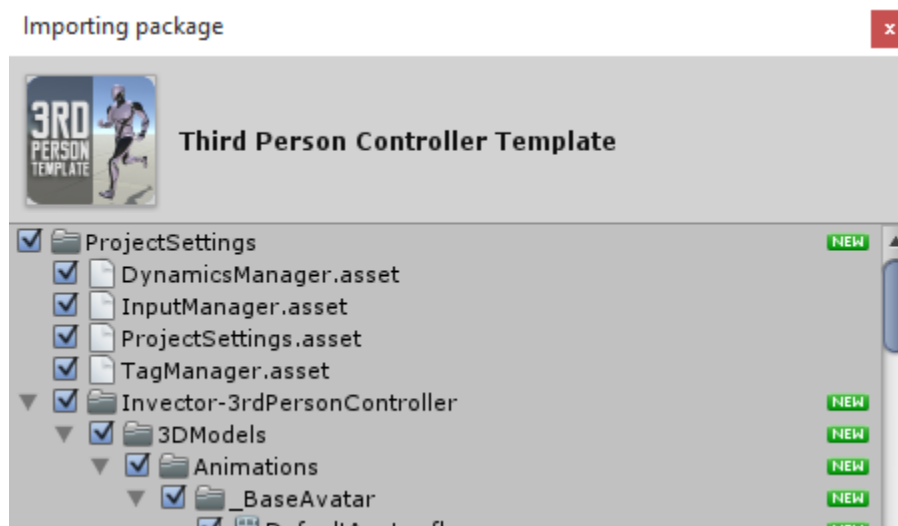 Importing package
x
3RD
PERSON
TEMPLATE
Third Person Controller Template
ProjectSettings NEW
DynamicsManager.asset
InputManager.asset
ProjectSettings.asset
TagManager.asset
Invector-3rdPersonController NEW
3DModels NEW
Animations NEW
_BaseAvatar NEW